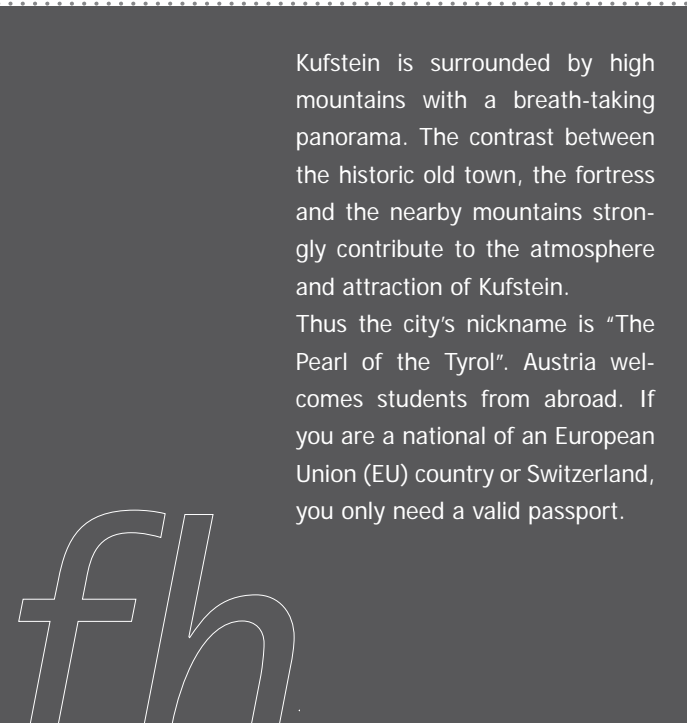 Kufstein is surrounded by high
mountains with a breath-taking
panorama. The contrast between
the historic old town, the fortress
and the nearby mountains stron-
gly contribute to the atmosphere
and attraction of Kufstein.
Thus the city's nickname is “The
Pearl of the Tyrol”. Austria wel-
comes students from abroad. If
you are a national of an European
Union (EU) country or Switzerland,
you only need a valid passport.
fh